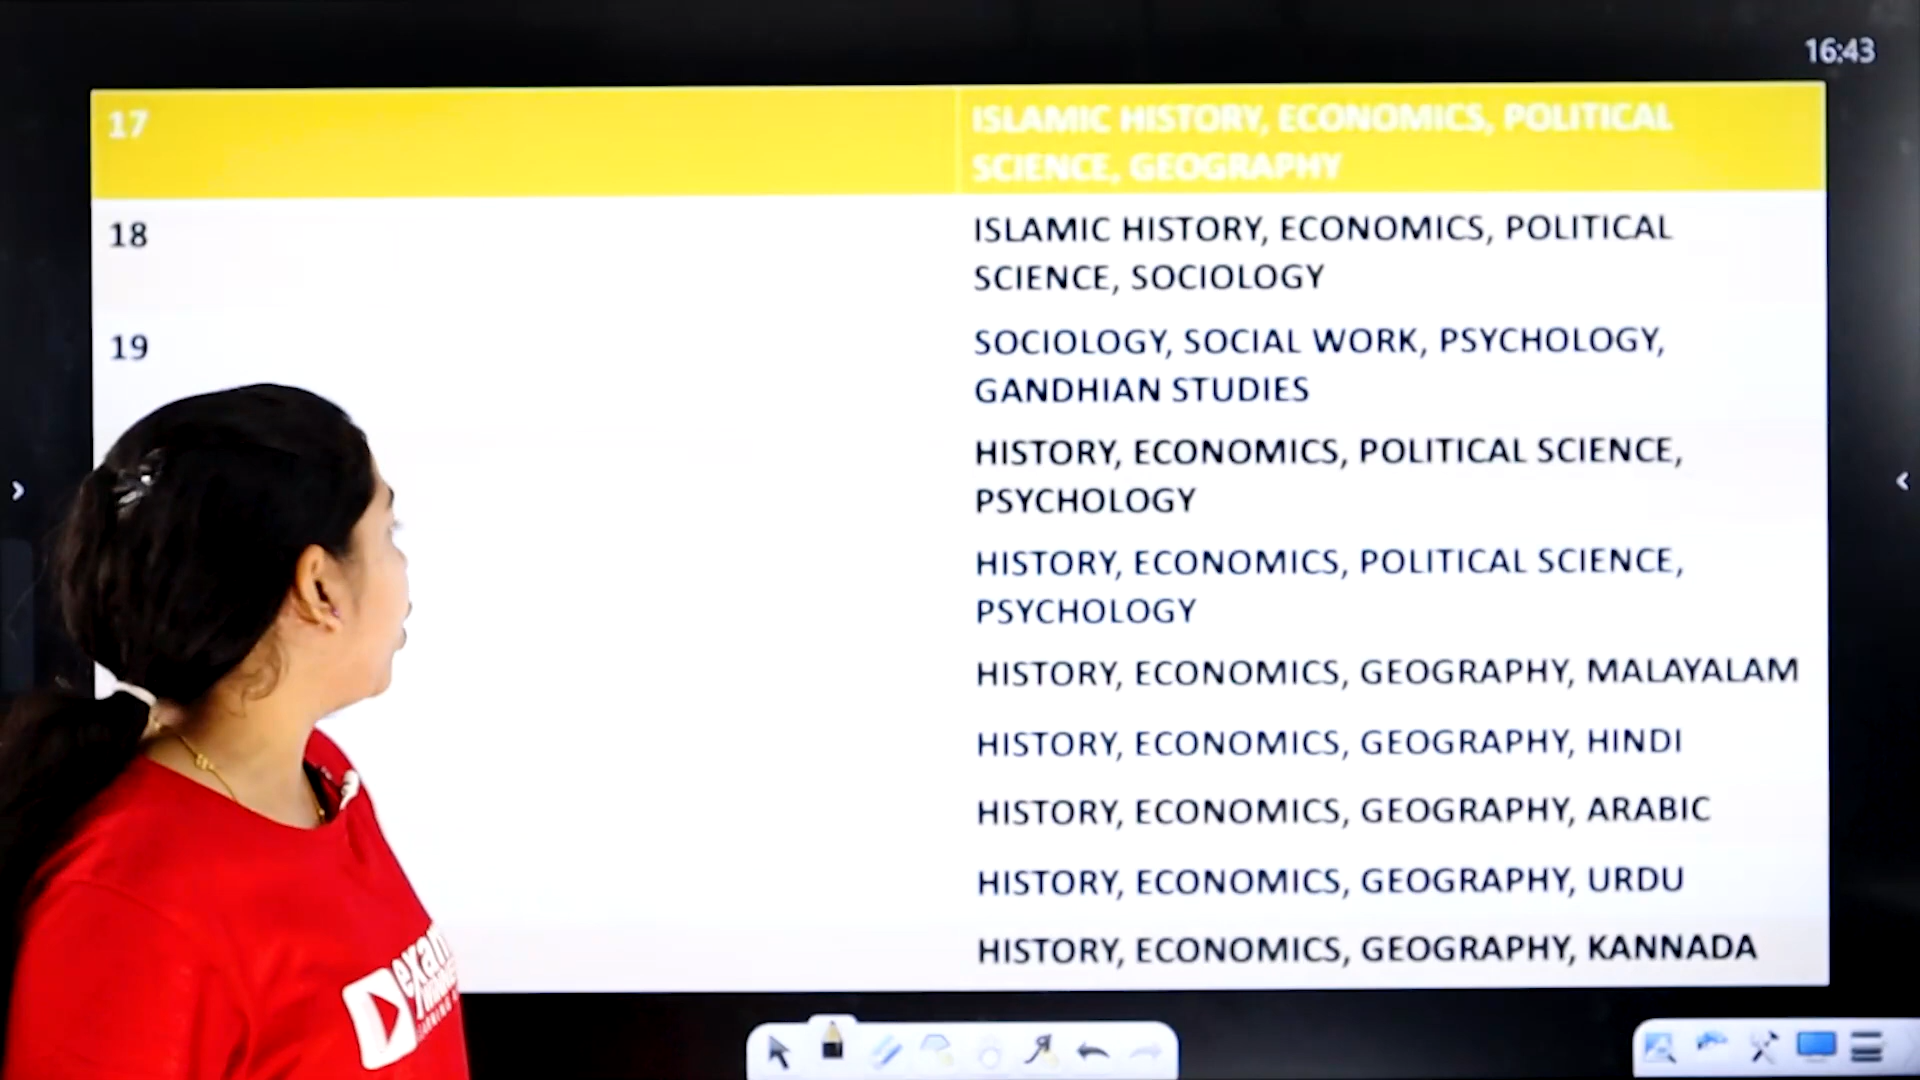 16:43
17
ISLAMIC HISTORY, ECONOMICS, POLITICAL
SCIENCE, GEOGRAPHY
18
ISLAMIC HISTORY, ECONOMICS, POLITICAL
SCIENCE, SOCIOLOGY
19
SOCIOLOGY, SOCIAL WORK, PSYCHOLOGY,
GANDHIAN STUDIES
HISTORY, ECONOMICS, POLITICAL SCIENCE,
PSYCHOLOGY
HISTORY, ECONOMICS, POLITICAL SCIENCE,
PSYCHOLOGY
HISTORY, ECONOMICS, GEOGRAPHY, MALAYALAM
HISTORY, ECONOMICS, GEOGRAPHY, HINDI
HISTORY, ECONOMICS, GEOGRAPHY, ARABIC
HISTORY, ECONOMICS, GEOGRAPHY, URDU
HISTORY, ECONOMICS, GEOGRAPHY, KANNADA